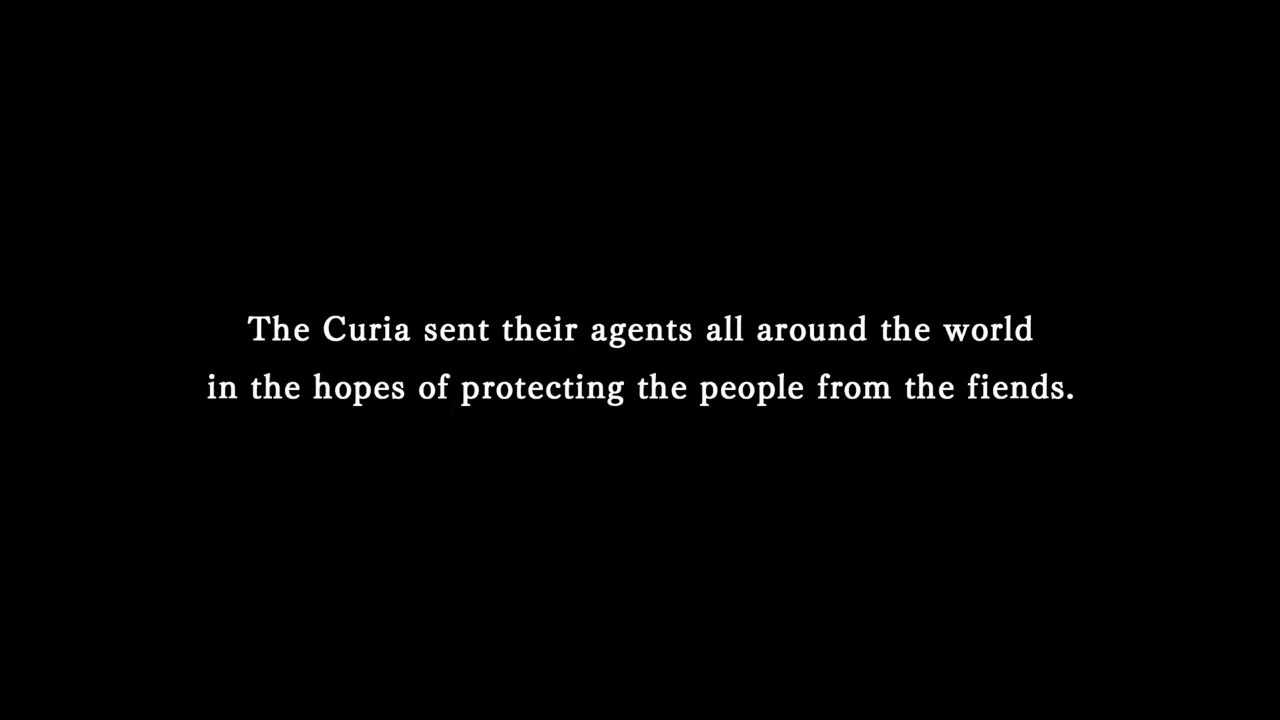 The Curia sent their agents all around the world
in the hopes of protecting the people from the fiends.